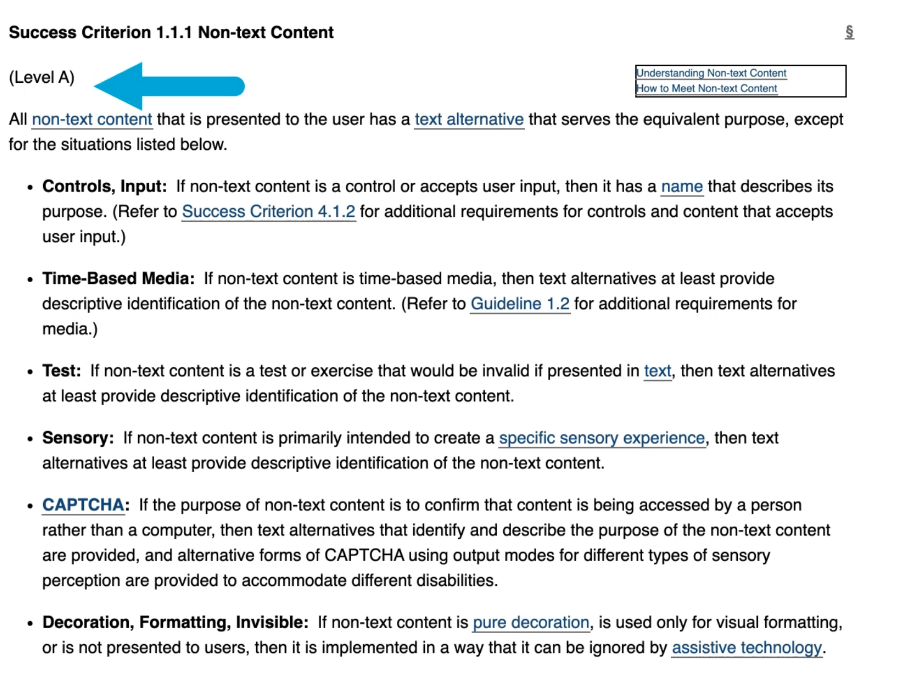 Success Criterion 1.1.1 Non-text Content
§
(Level A)
Understanding Non-text Content
How to Meet Non-text Content
All non-text content that is presented to the user has a text alternative that serves the equivalent purpose, except
for the situations listed below.
• Controls, Input: If non-text content is a control or accepts user input, then it has a name that describes its
purpose. (Refer to Success Criterion 4.1.2 for additional requirements for controls and content that accepts
user input.)
• Time-Based Media: If non-text content is time-based media, then text alternatives at least provide
descriptive identification of the non-text content. (Refer to Guideline 1.2 for additional requirements for
media.)
• Test: If non-text content is a test or exercise that would be invalid if presented in text, then text alternatives
at least provide descriptive identification of the non-text content.
• Sensory: If non-text content is primarily intended to create a specific sensory experience, then text
alternatives at least provide descriptive identification of the non-text content.
• CAPTCHA: If the purpose of non-text content is to confirm that content is being accessed by a person
rather than a computer, then text alternatives that identify and describe the purpose of the non-text content
are provided, and alternative forms of CAPTCHA using output modes for different types of sensory
perception are provided to accommodate different disabilities.
• Decoration, Formatting, Invisible: If non-text content is pure decoration, is used only for visual formatting,
or is not presented to users, then it is implemented in a way that it can be ignored by assistive technology.